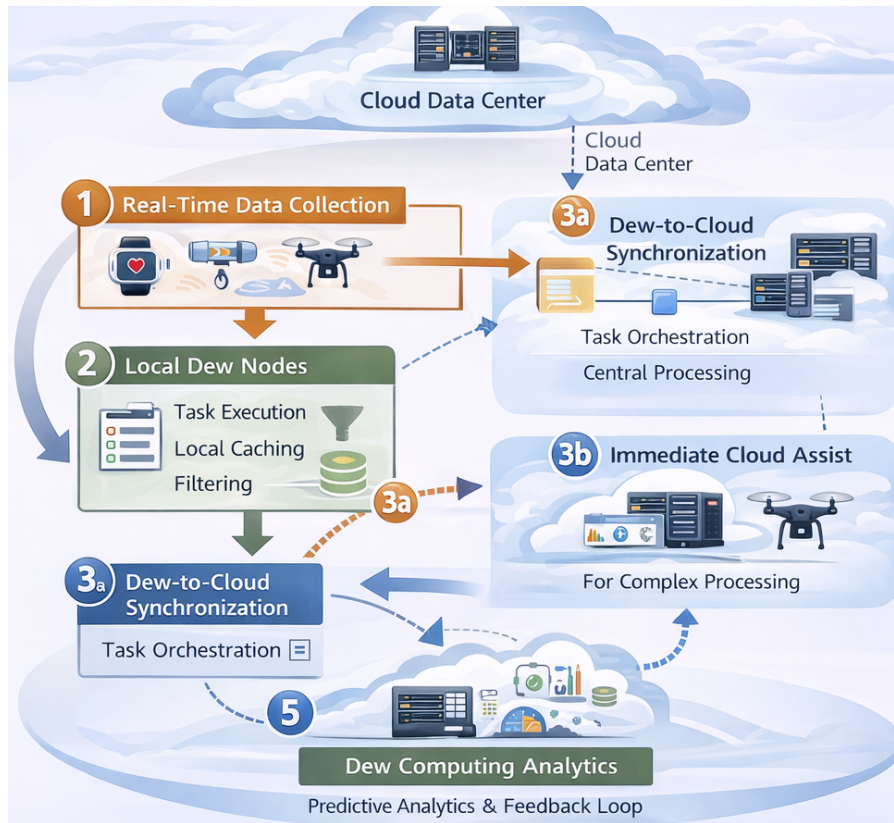 Cloud Data Center
Cloud
Data Center
1 Real-Time Data Collection
3a Dew-to-Cloud
Synchronization
Task Orchestration
Central Processing
2 Local Dew Nodes
Task Execution
Local Caching
Filtering
3a
3b Immediate Cloud Assist
For Complex Processing
3a Dew-to-Cloud
Synchronization
Task Orchestration
5
Dew Computing Analytics
Predictive Analytics & Feedback Loop